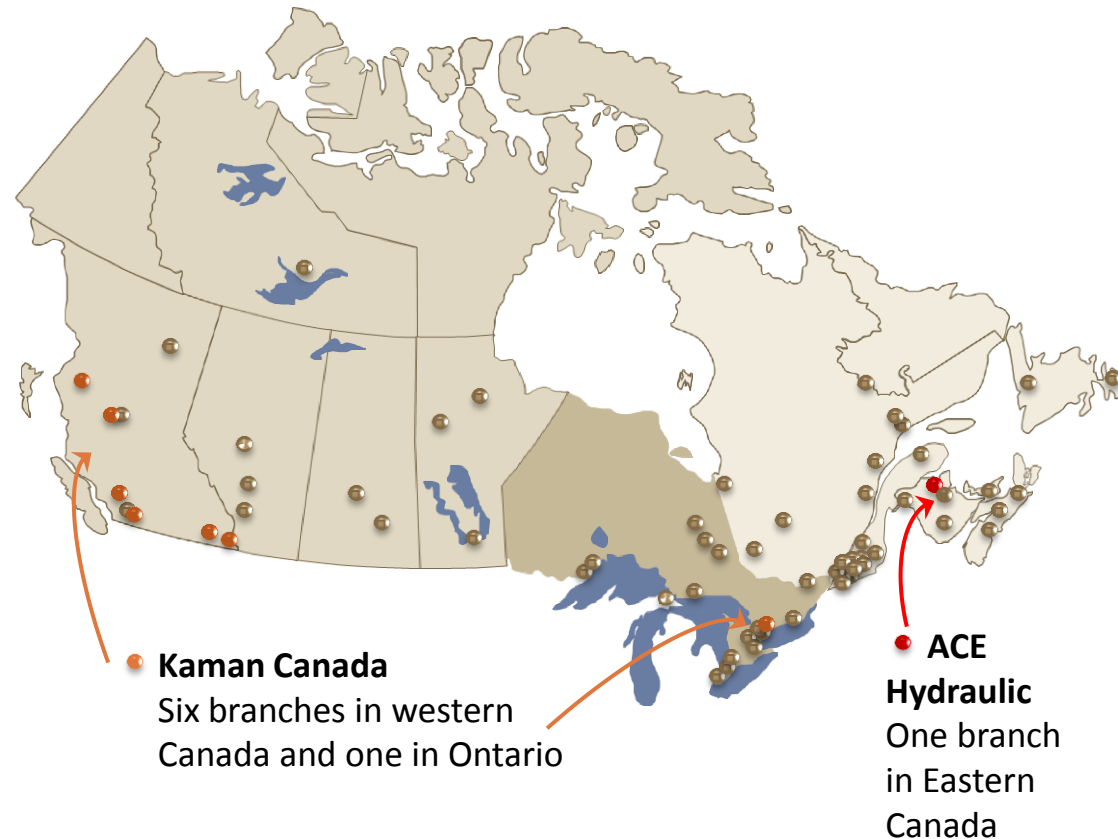 Kaman Canada
Six branches in western
Canada and one in Ontario
ACE
Hydraulic
One branch
in Eastern
Canada